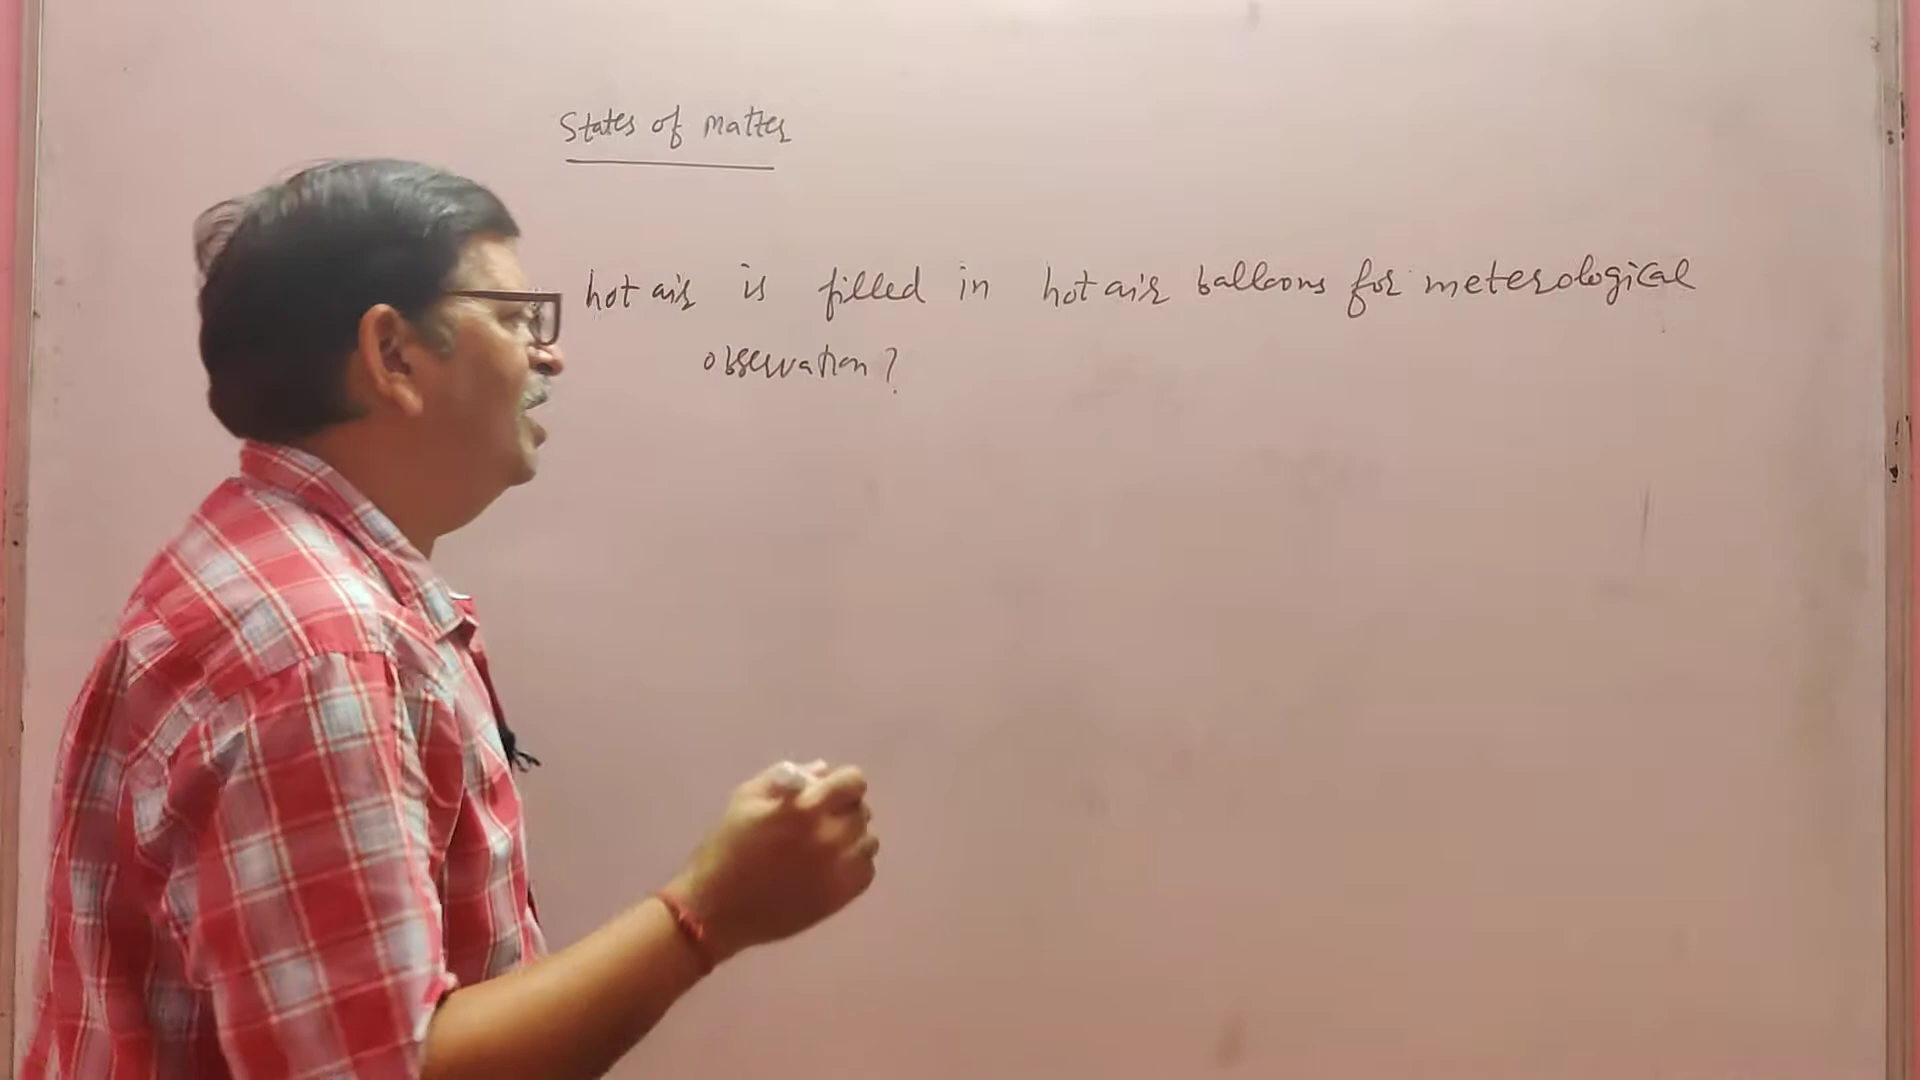 States of matter
hot air is filled in hot air balloons for meterological
observation?